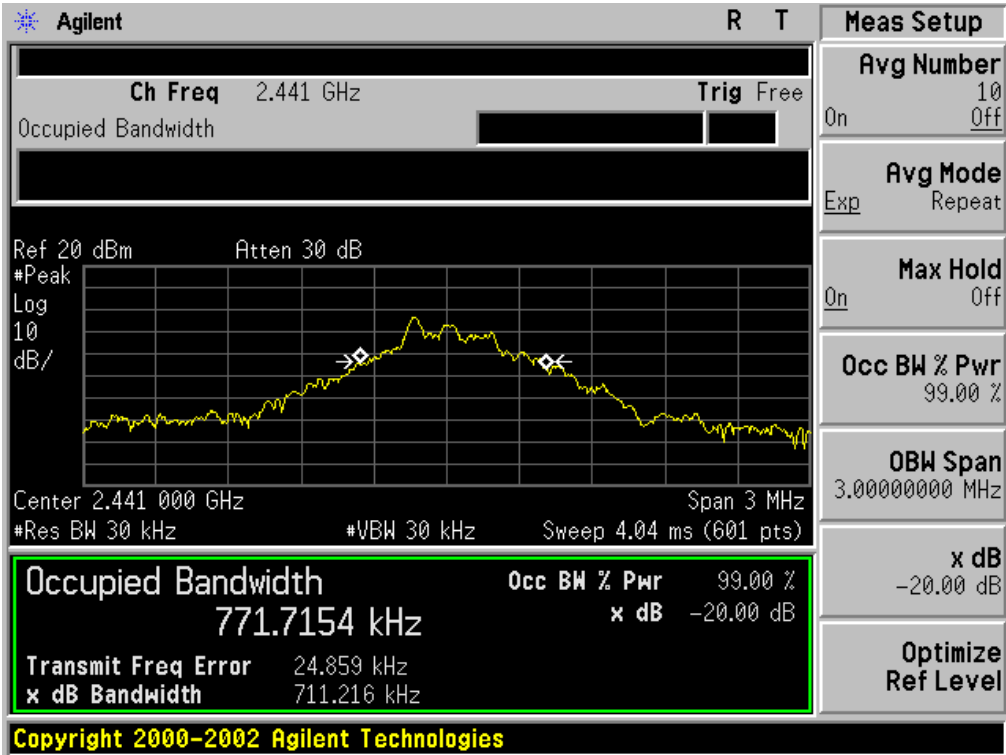 Agilent R T
Ch Freq 2.441 GHz Trig Free
Occupied Bandwidth
Ref 20 dBm Atten 30 dB
#Peak
Log
10
dB/
Center 2.441 000 GHz Span 3 MHz
#Res BW 30 kHz #VBW 30 kHz Sweep 4.04 ms (601 pts)
Occupied Bandwidth Occ BW % Pwr 99.00 %
771.7154 kHz x dB -20.00 dB
Transmit Freq Error 24.859 kHz
x dB Bandwidth 711.216 kHz
Copyright 2000-2002 Agilent Technologies
Meas Setup
Avg Number
10
On Off
Avg Mode
Exp Repeat
Max Hold
On Off
Occ BW % Pwr
99.00 %
OBW Span
3.00000000 MHz
x dB
-20.00 dB
Optimize
Ref Level